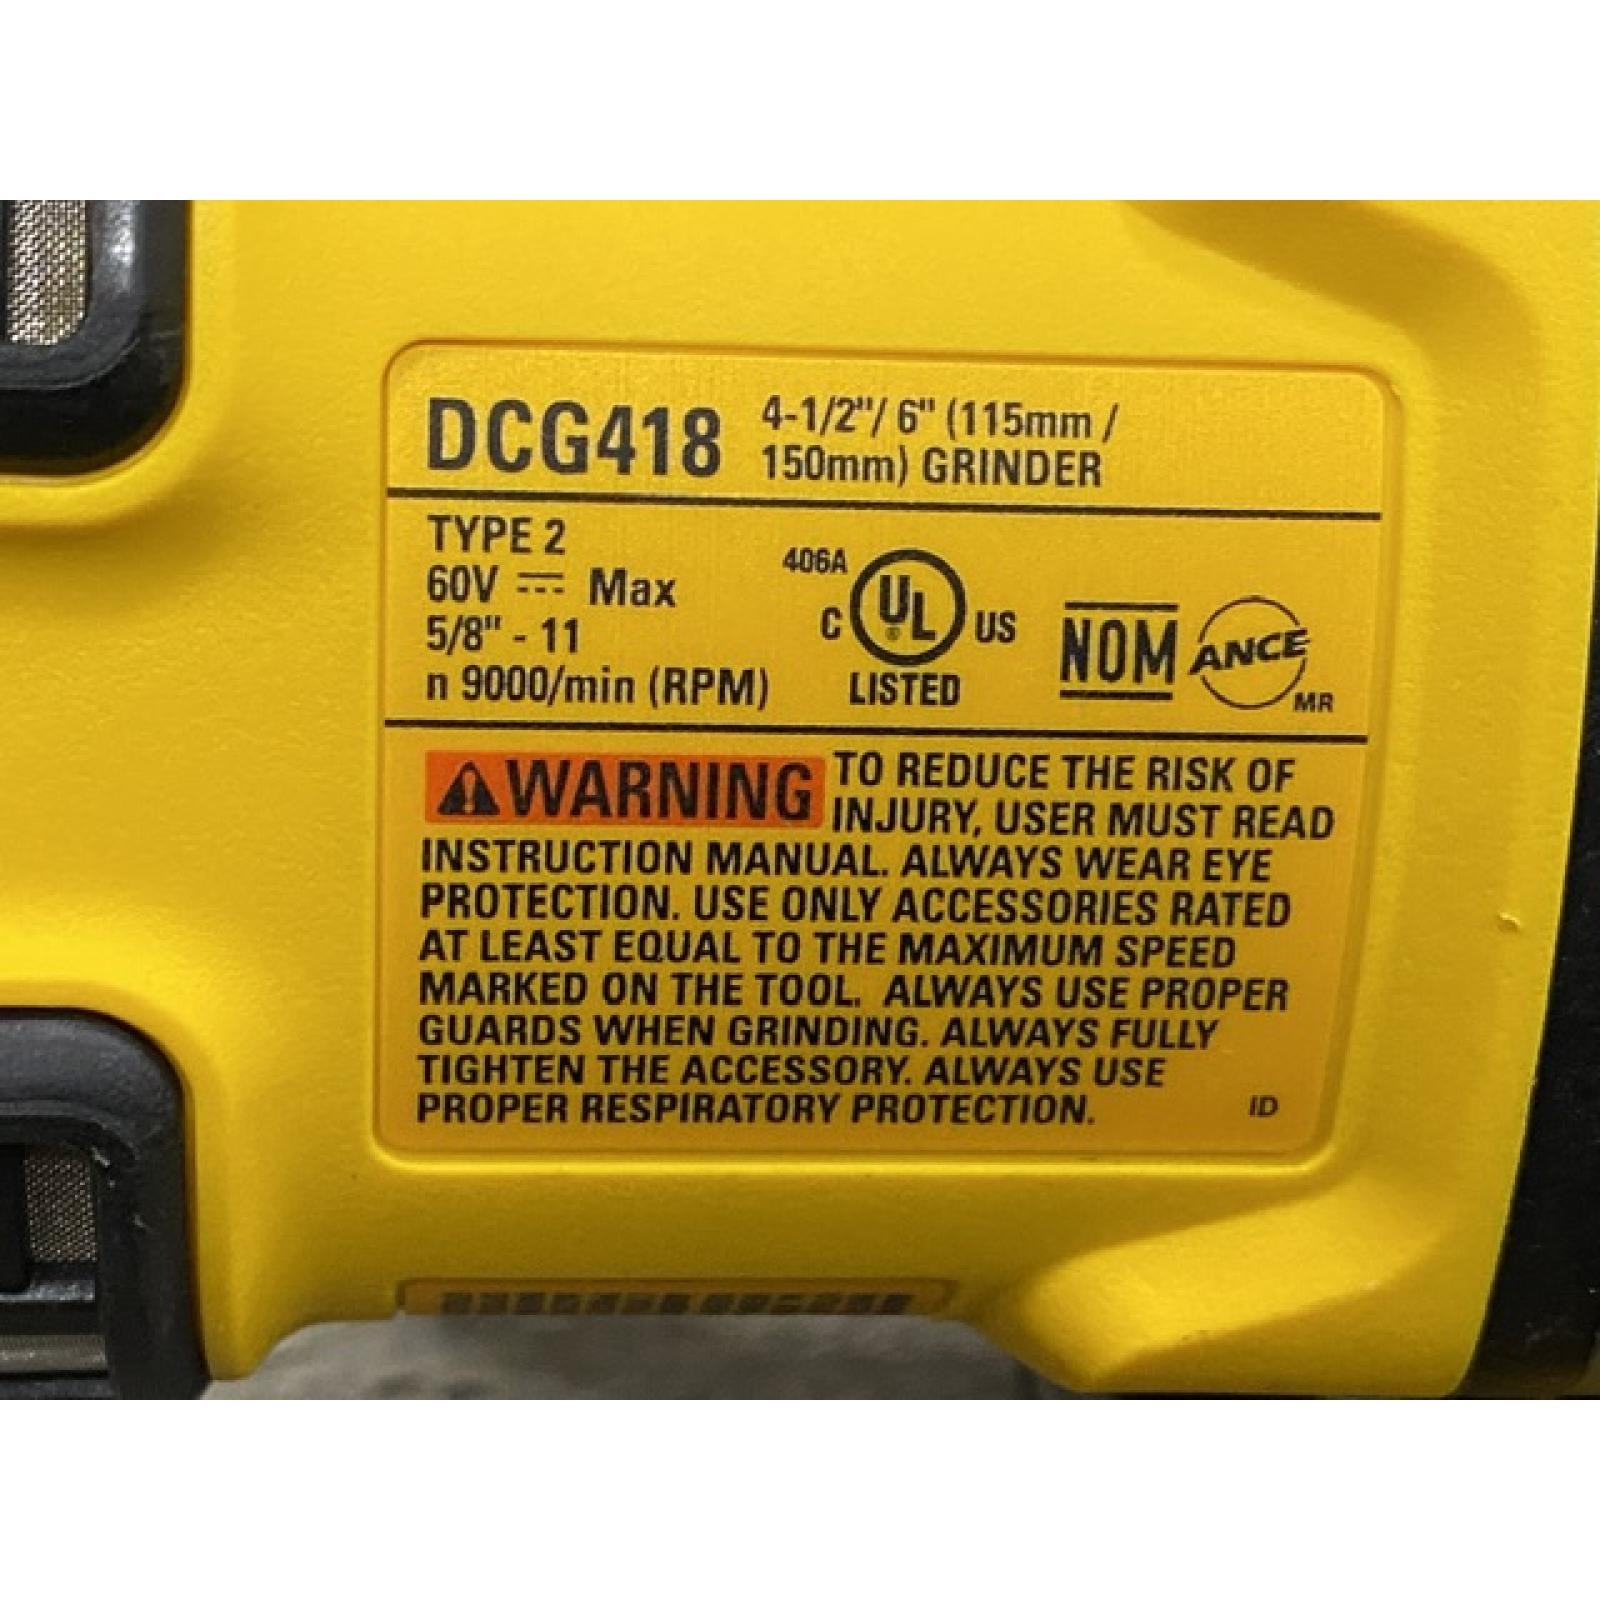 DCG418 4-1/2"/ 6" (115mm /
150mm) GRINDER
TYPE 2
60V ⎓ Max
5/8" - 11
n 9000/min (RPM)
406A
C UL ® US
LISTED
NOM ANCE MR
WARNING TO REDUCE THE RISK OF
INJURY, USER MUST READ
INSTRUCTION MANUAL. ALWAYS WEAR EYE
PROTECTION. USE ONLY ACCESSORIES RATED
AT LEAST EQUAL TO THE MAXIMUM SPEED
MARKED ON THE TOOL. ALWAYS USE PROPER
GUARDS WHEN GRINDING. ALWAYS FULLY
TIGHTEN THE ACCESSORY. ALWAYS USE
PROPER RESPIRATORY PROTECTION.
ID